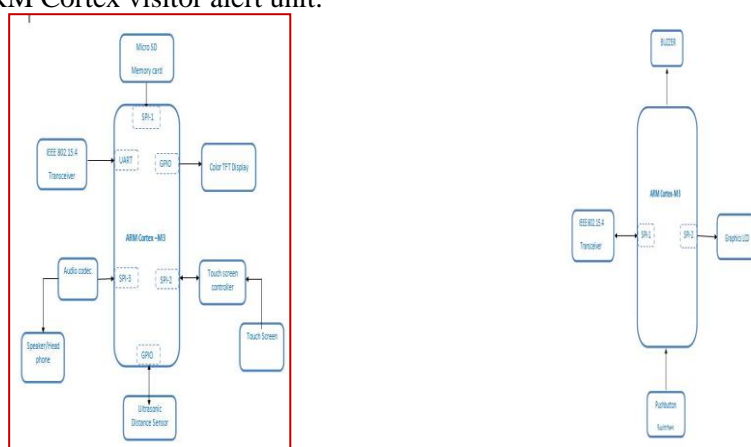 RM Cortex visitor alert unit.
Micro SD
Memory card
SPI-1
IEEE 802.15.4
Transceiver
UART
GPIO
Color TFT Display
ARM Cortex -M3
Audio codec
SPI-3
SPI-2
Touch screen
controller
Speaker/Head
phone
GPIO
Touch Screen
Ultrasonic
Distance Sensor
BUZZER
ARM Cortex-M3
IEEE 802.15.4
Transceiver
SPI-1
SPI-2
Graphics LCD
Pushbutton
Switches